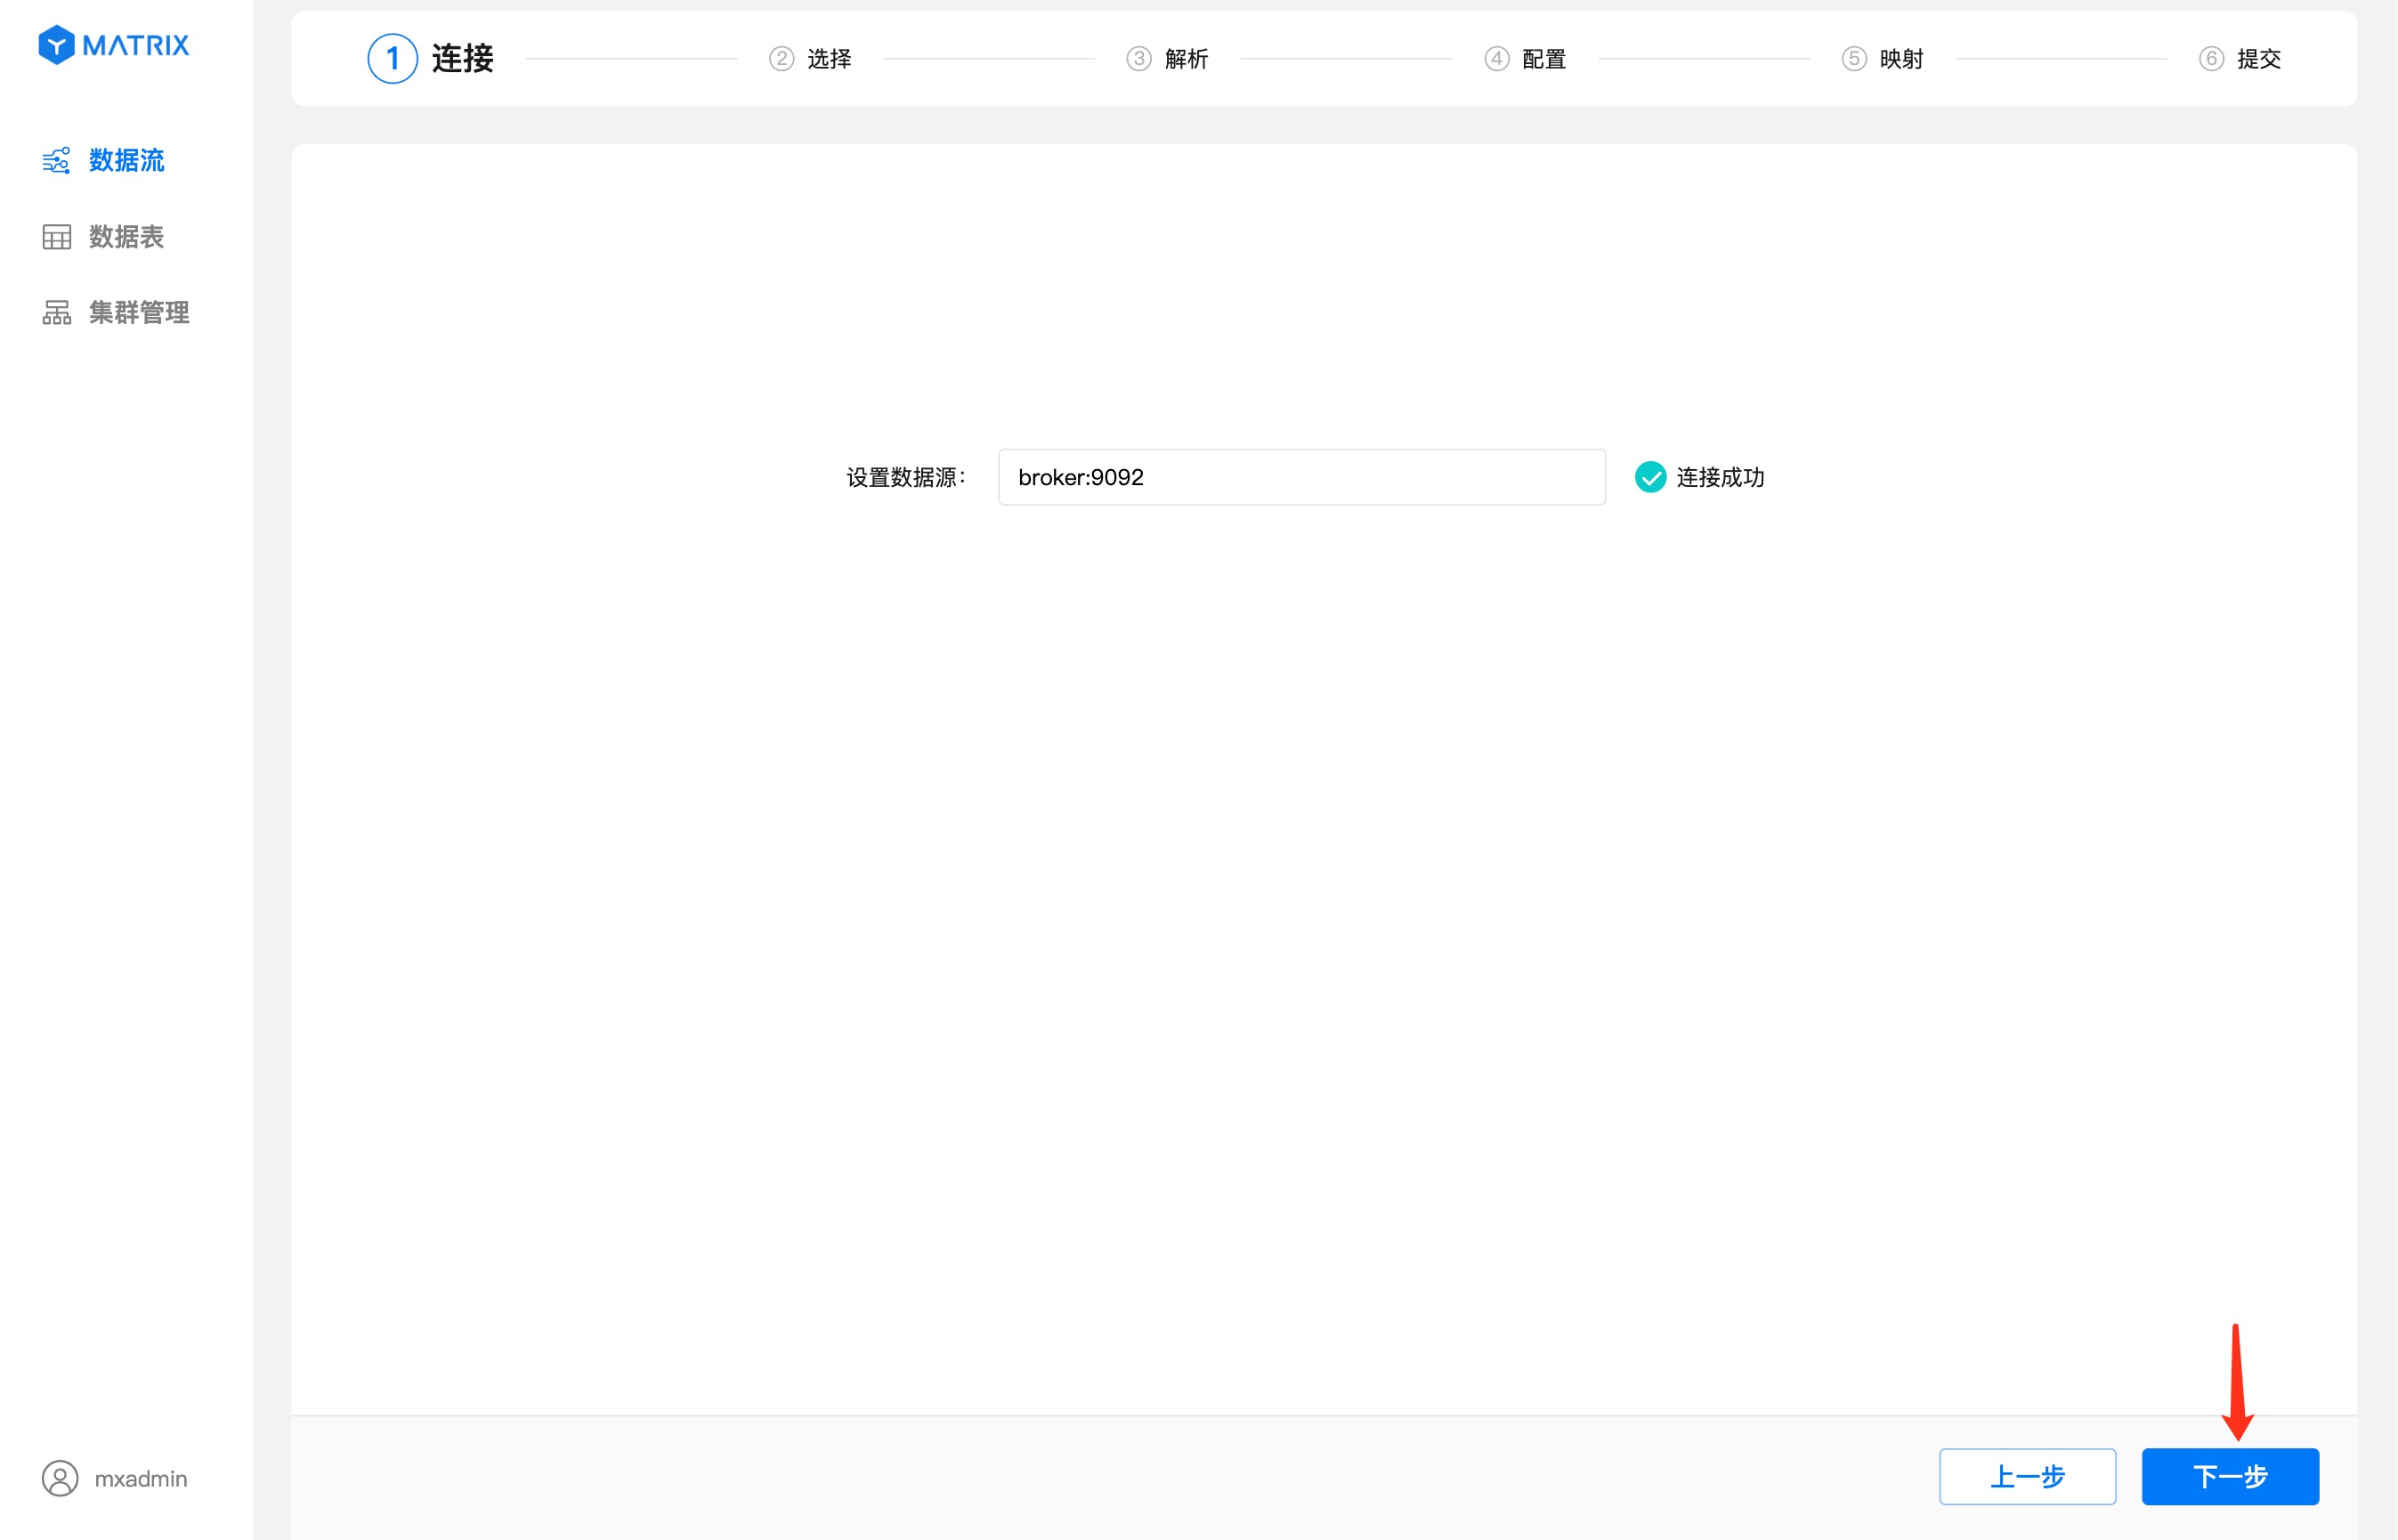 MATRIX
数据流
数据表
集群管理
mxadmin
1 连接
2 选择
3 解析
4 配置
5 映射
6 提交
设置数据源： broker:9092 连接成功
上一步 下一步